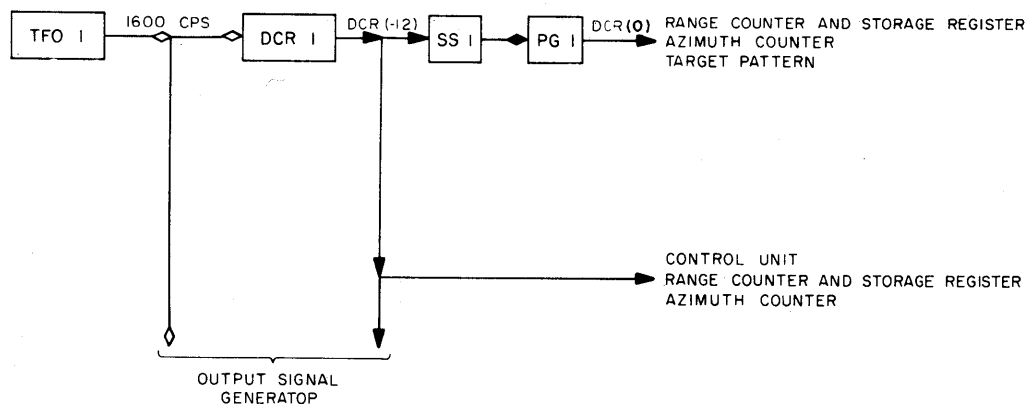 TFO 1
1600 CPS
DCR 1
DCR (-12)
SS 1
PG 1
DCR(0)
RANGE COUNTER AND STORAGE REGISTER
AZIMUTH COUNTER
TARGET PATTERN
CONTROL UNIT
RANGE COUNTER AND STORAGE REGISTER
AZIMUTH COUNTER
OUTPUT SIGNAL
GENERATOP